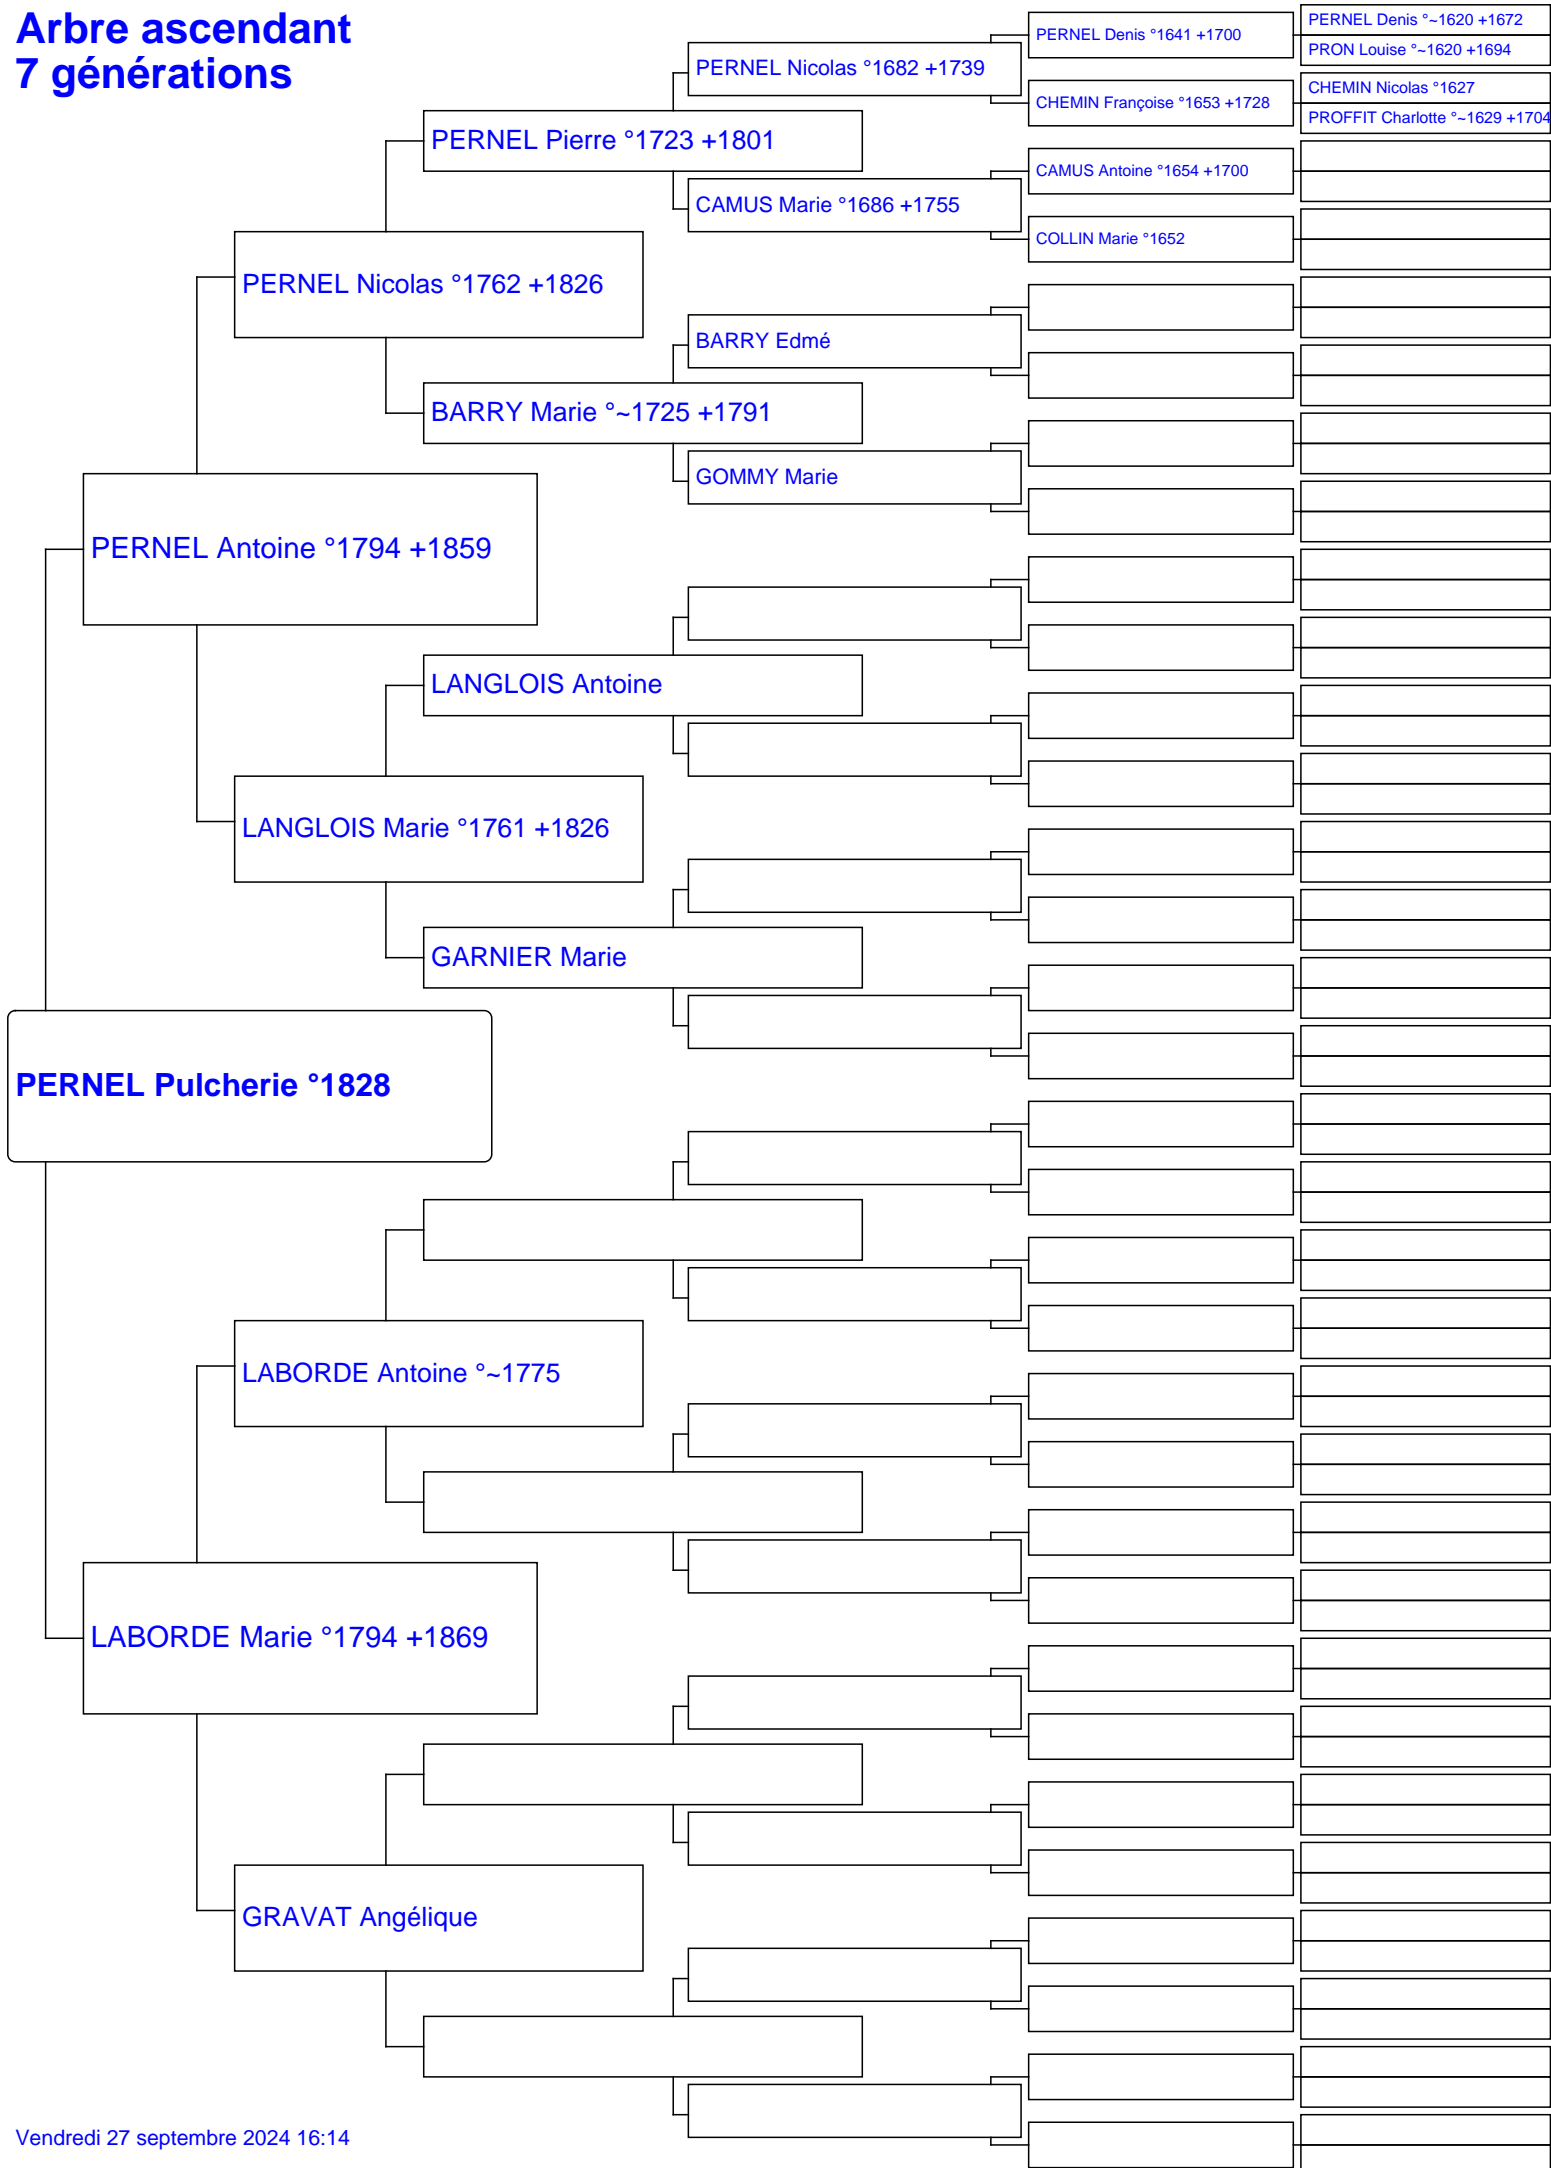 Arbre ascendant
7 générations
PERNEL Denis °~1620 +1672
PERNEL Denis °1641 +1700
PRON Louise °~1620 +1694
PERNEL Nicolas °1682 +1739
CHEMIN Nicolas °1627
CHEMIN Françoise °1653 +1728
PROFFIT Charlotte °~1629 +1704
PERNEL Pierre °1723 +1801
CAMUS Antoine °1654 +1700
CAMUS Marie °1686 +1755
COLLIN Marie °1652
PERNEL Nicolas °1762 +1826
BARRY Edmé
BARRY Marie °~1725 +1791
GOMMY Marie
PERNEL Antoine °1794 +1859
LANGLOIS Antoine
LANGLOIS Marie °1761 +1826
GARNIER Marie
PERNEL Pulcherie °1828
LABORDE Antoine °~1775
LABORDE Marie °1794 +1869
GRAVAT Angélique
Vendredi 27 septembre 2024 16:14